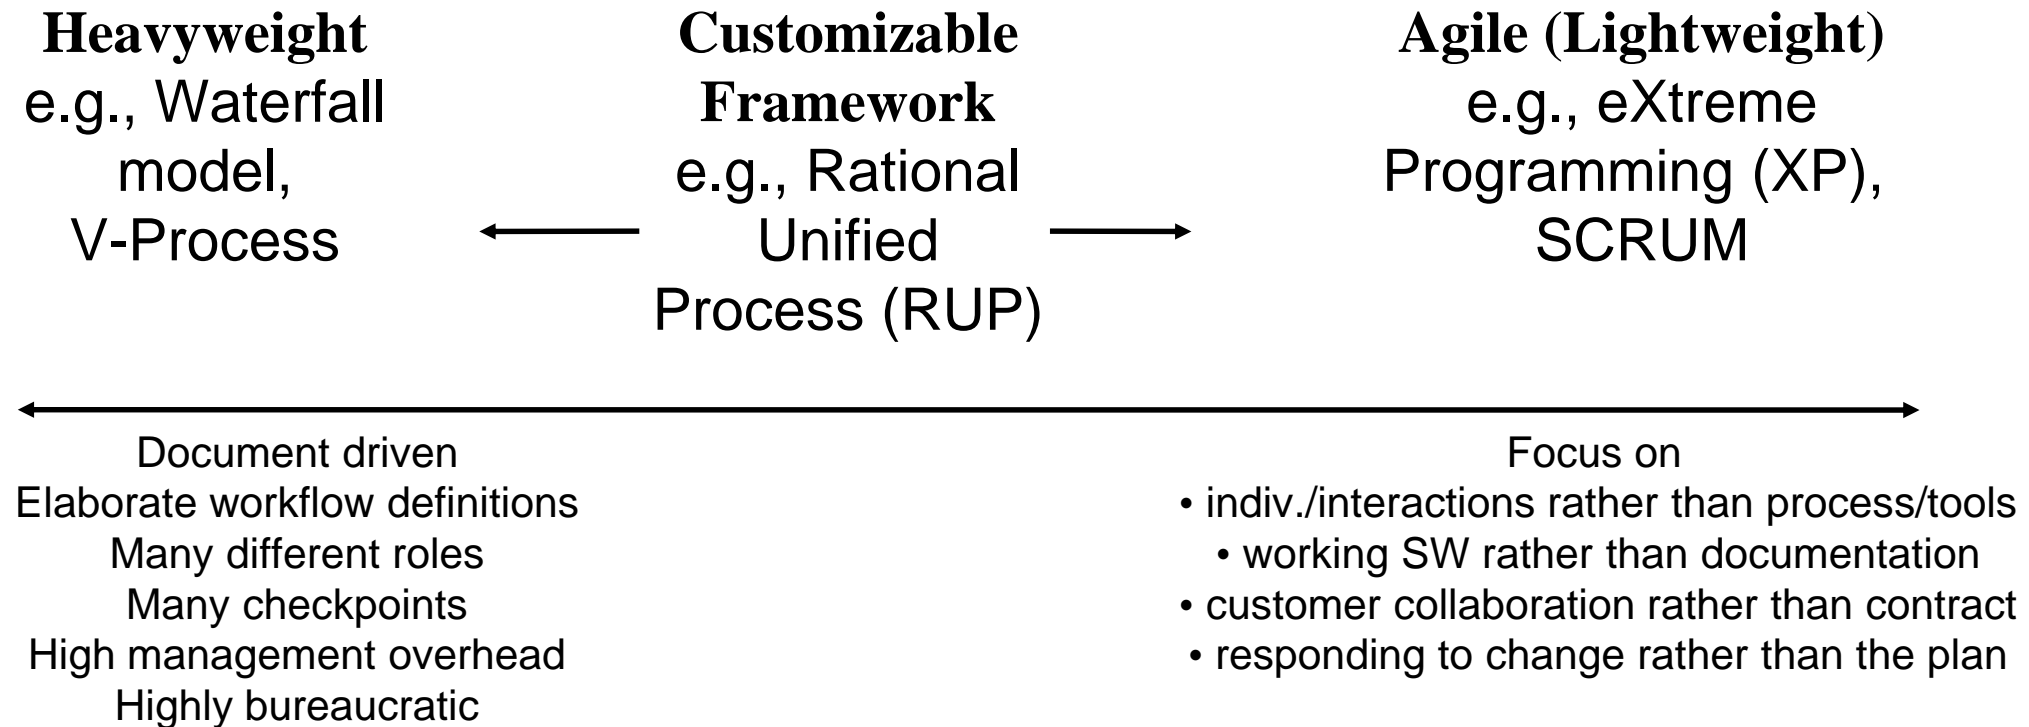 Heavyweight
e.g., Waterfall
model,
V-Process
Customizable
Framework
e.g., Rational
Unified
Process (RUP)
Agile (Lightweight)
e.g., eXtreme
Programming (XP),
SCRUM
Document driven
Elaborate workflow definitions
Many different roles
Many checkpoints
High management overhead
Highly bureaucratic
Focus on
• indiv./interactions rather than process/tools
• working SW rather than documentation
• customer collaboration rather than contract
• responding to change rather than the plan